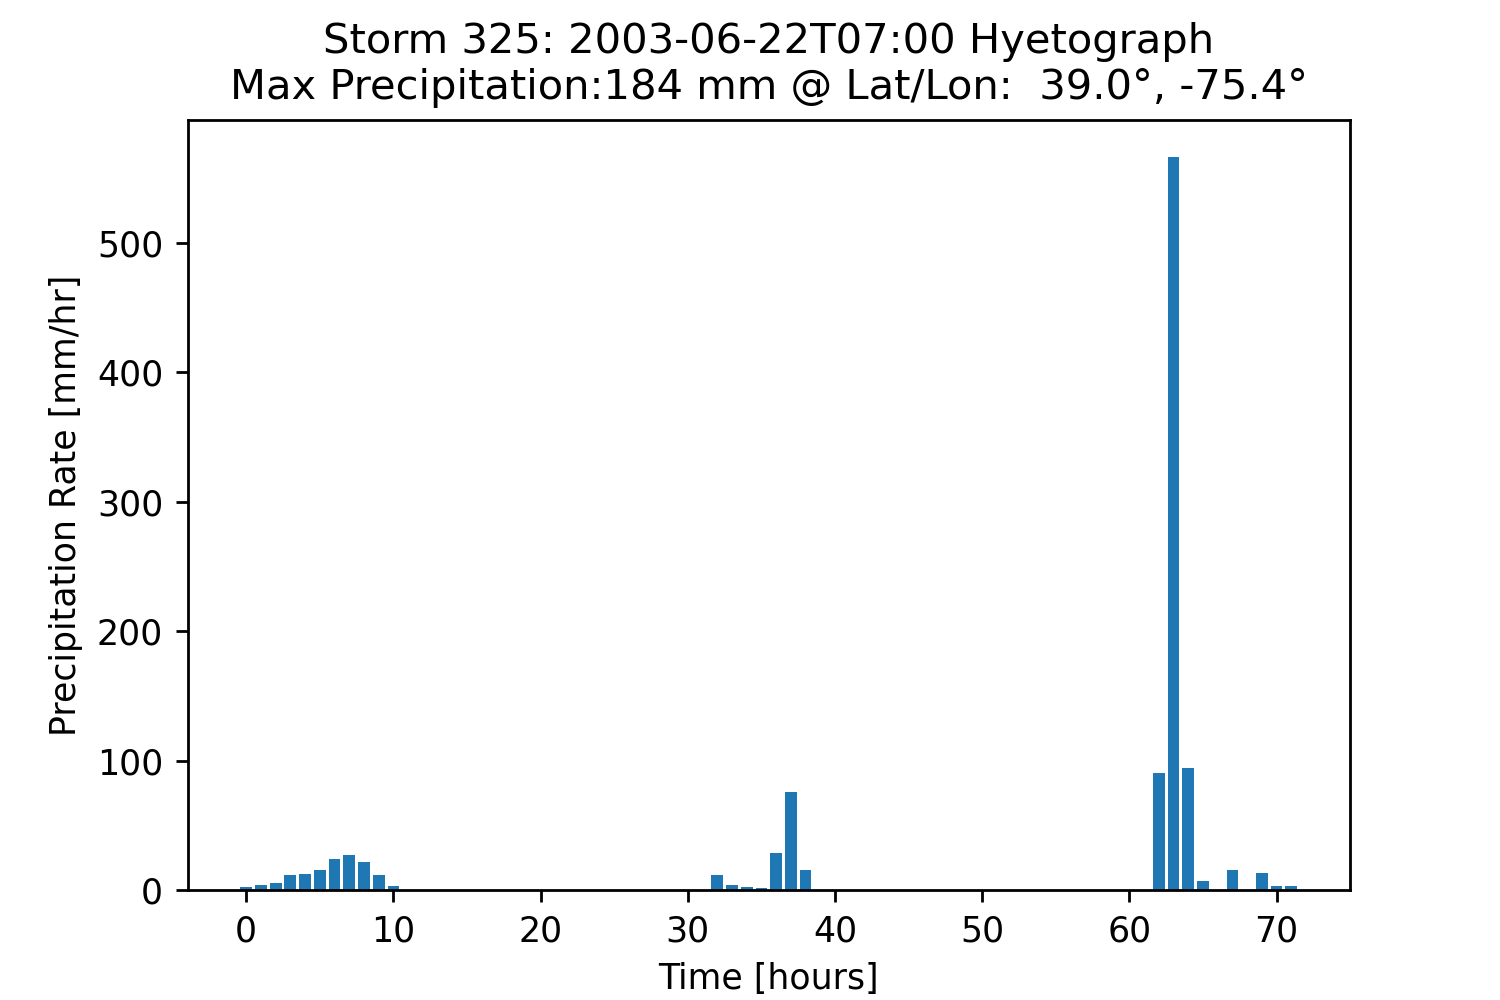 Storm 325: 2003-06-22T07:00 Hyetograph
Max Precipitation:184 mm @ Lat/Lon:  39.0°, -75.4°
Precipitation Rate [mm/hr]
500
400
300
200
100
0
0 10 20 30 40 50 60 70
Time [hours]